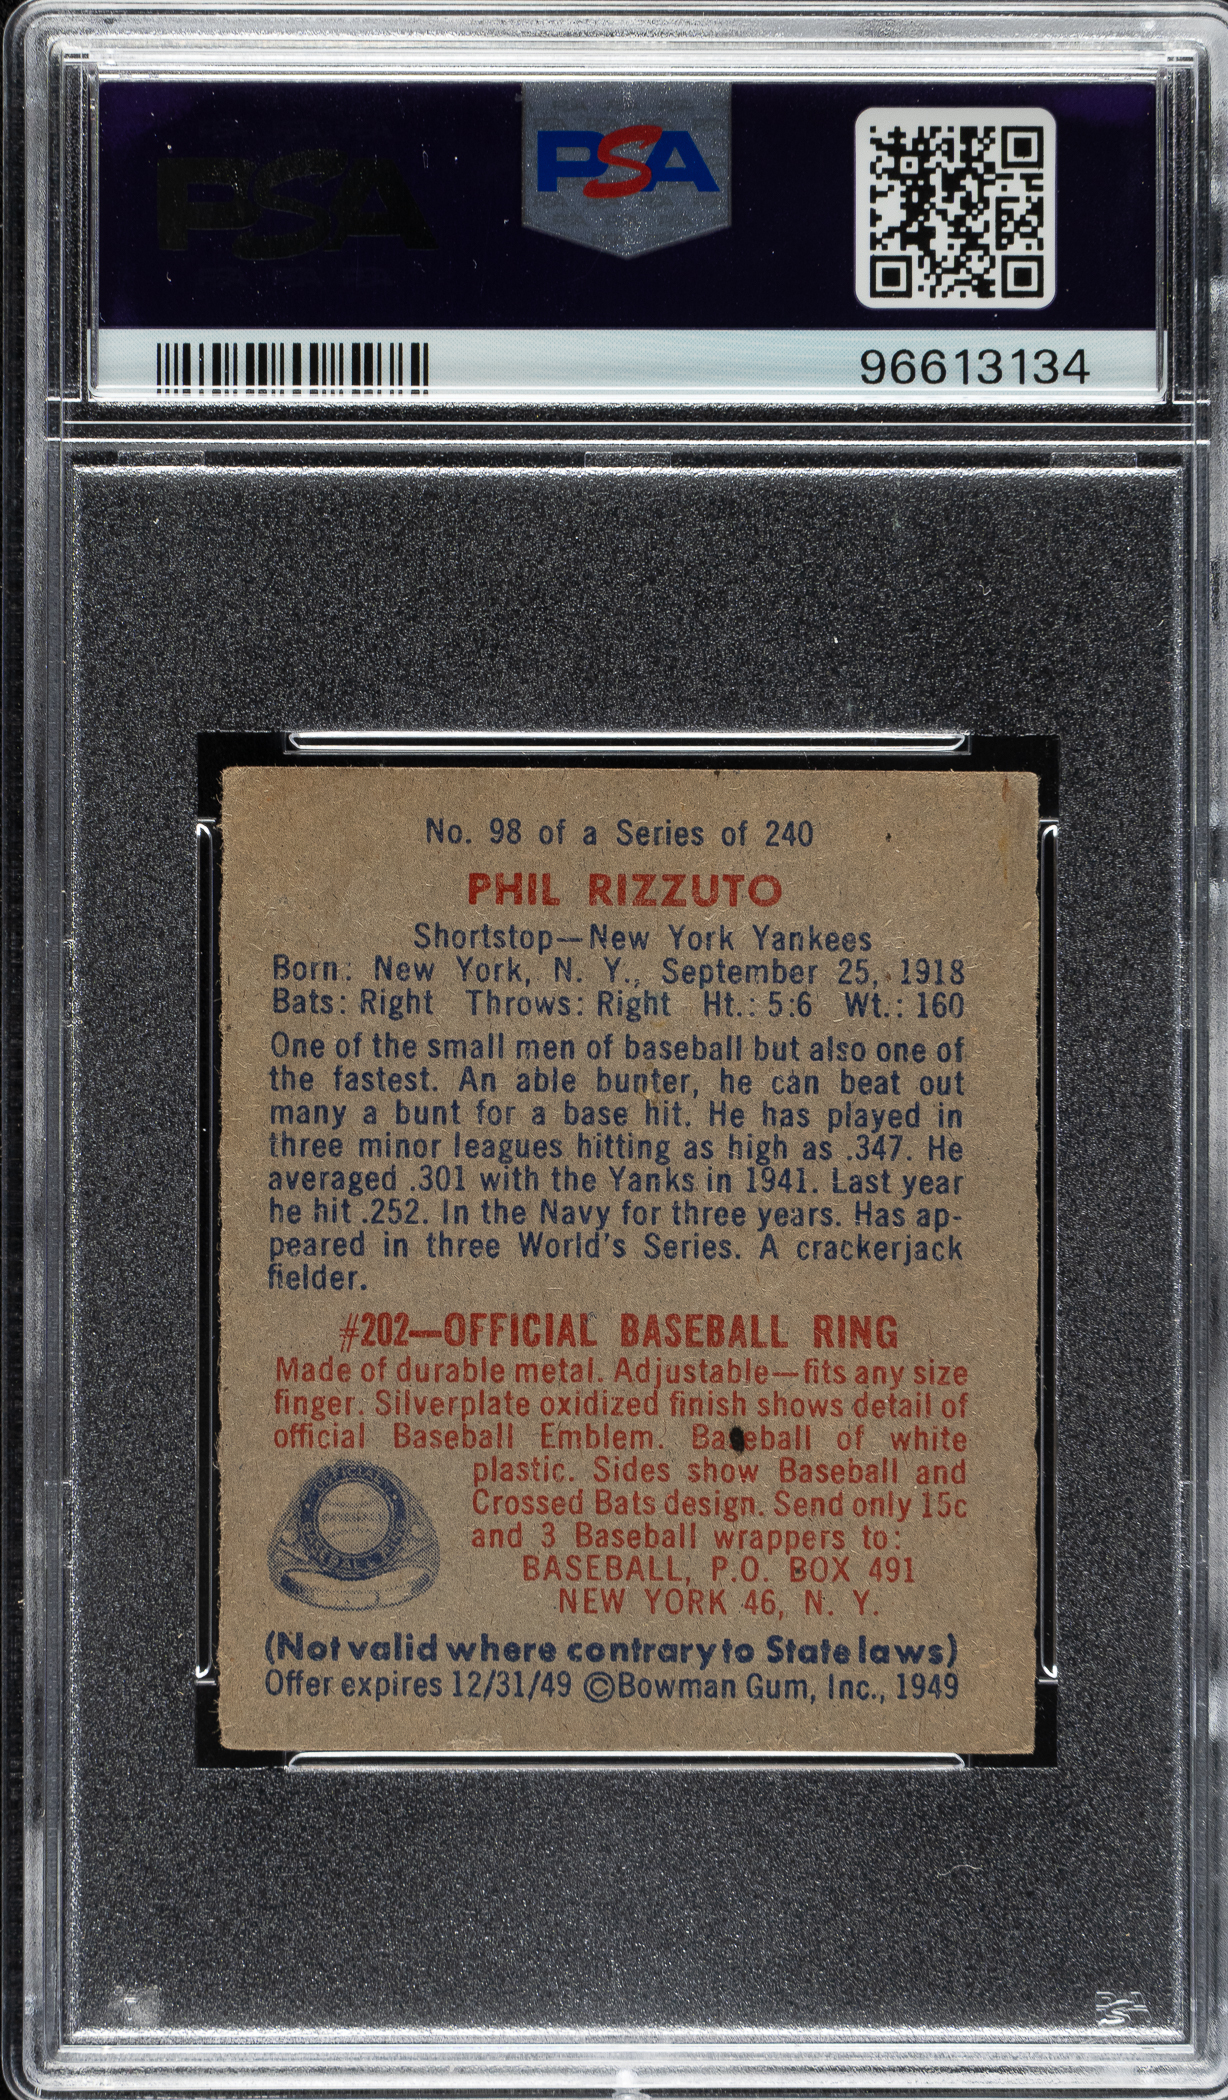 PSA
PSA
96613134
No. 98 of a Series of 240
PHIL RIZZUTO
Shortstop—New York Yankees
Born: New York, N. Y., September 25, 1918
Bats: Right Throws: Right Ht.: 5:6 Wt.: 160
One of the small men of baseball but also one of
the fastest. An able bunter, he can beat out
many a bunt for a base hit. He has played in
three minor leagues hitting as high as .347. He
averaged .301 with the Yanks in 1941. Last year
he hit .252. In the Navy for three years. Has ap-
peared in three World's Series. A crackerjack
fielder.
#202—OFFICIAL BASEBALL RING
Made of durable metal. Adjustable—fits any size
finger. Silverplate oxidized finish shows detail of
official Baseball Emblem. Baseball of white
plastic. Sides show Baseball and
Crossed Bats design. Send only 15c
and 3 Baseball wrappers to:
BASEBALL, P.O. BOX 491
NEW YORK 46, N. Y.
(Not valid where contrary to State laws)
Offer expires 12/31/49 ©Bowman Gum, Inc., 1949